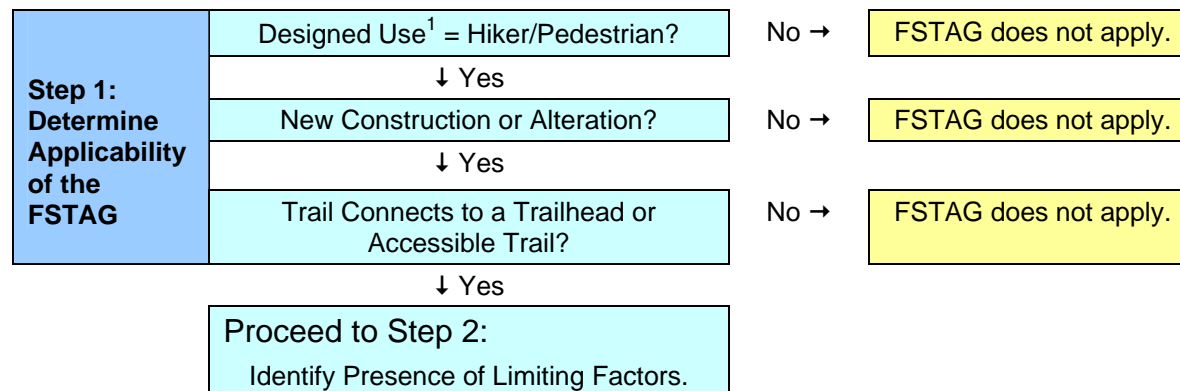 Step 1:
Determine
Applicability
of the
FSTAG
Designed Use¹ = Hiker/Pedestrian?
No →
FSTAG does not apply.
↓ Yes
New Construction or Alteration?
No →
FSTAG does not apply.
↓ Yes
Trail Connects to a Trailhead or
Accessible Trail?
No →
FSTAG does not apply.
↓ Yes
Proceed to Step 2:
Identify Presence of Limiting Factors.